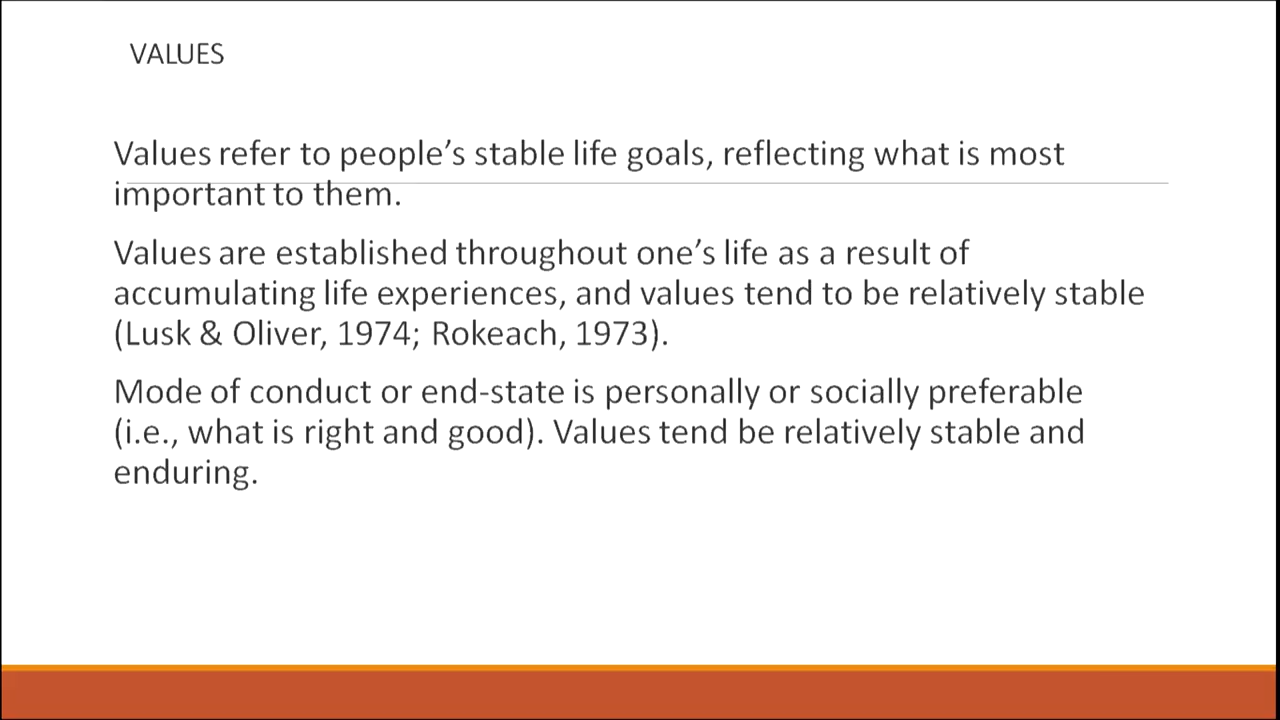 VALUES
Values refer to people’s stable life goals, reflecting what is most
important to them.
Values are established throughout one’s life as a result of
accumulating life experiences, and values tend to be relatively stable
(Lusk & Oliver, 1974; Rokeach, 1973).
Mode of conduct or end-state is personally or socially preferable
(i.e., what is right and good). Values tend be relatively stable and
enduring.